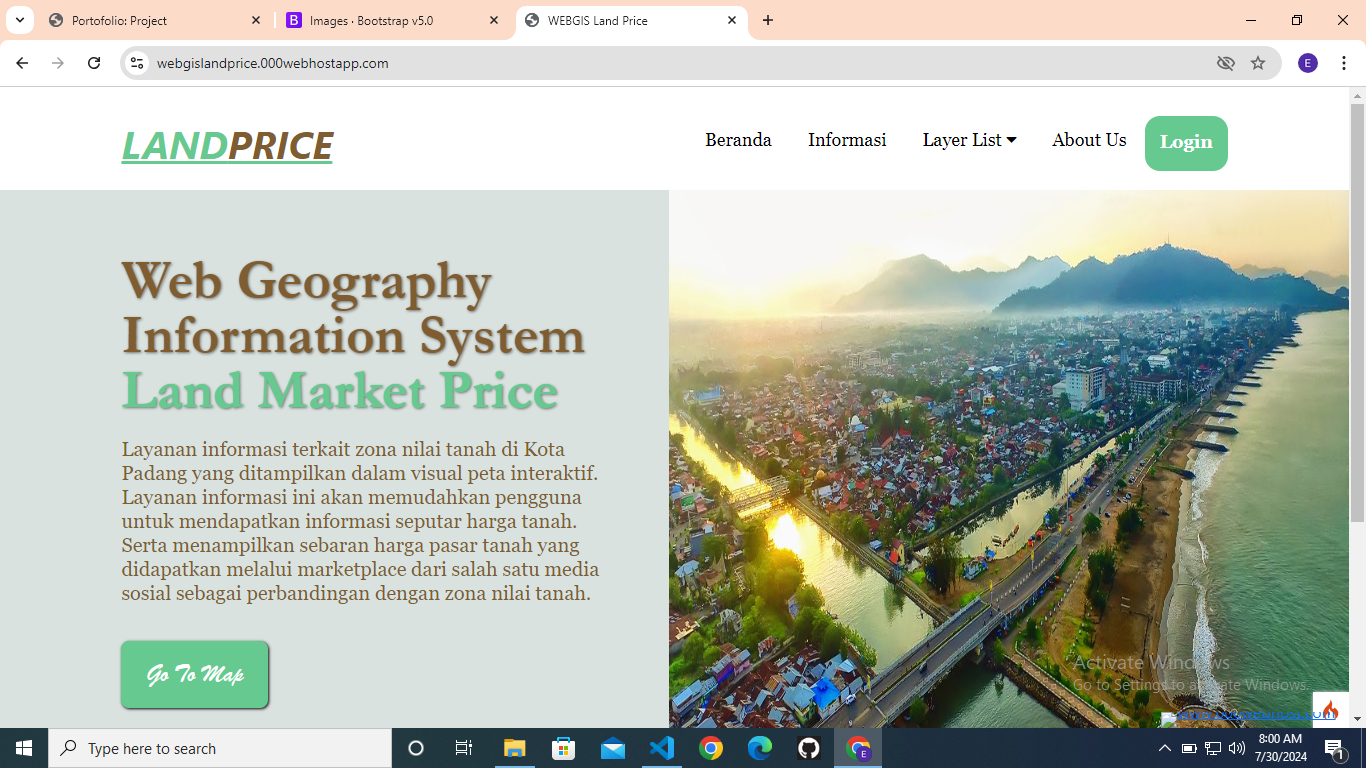 Portofolio: Project
Images · Bootstrap v5.0
WEBGIS Land Price
webgislandprice.000webhostapp.com
E
LANDPRICE
Beranda
Informasi
Layer List
About Us
Login
Web Geography
Information System
Land Market Price
Layanan informasi terkait zona nilai tanah di Kota
Padang yang ditampilkan dalam visual peta interaktif.
Layanan informasi ini akan memudahkan pengguna
untuk mendapatkan informasi seputar harga tanah.
Serta menampilkan sebaran harga pasar tanah yang
didapatkan melalui marketplace dari salah satu media
sosial sebagai perbandingan dengan zona nilai tanah.
Go To Map
Activate Windows
Go to Settings to activate Windows.
Type here to search
E
8:00 AM
7/30/2024
1